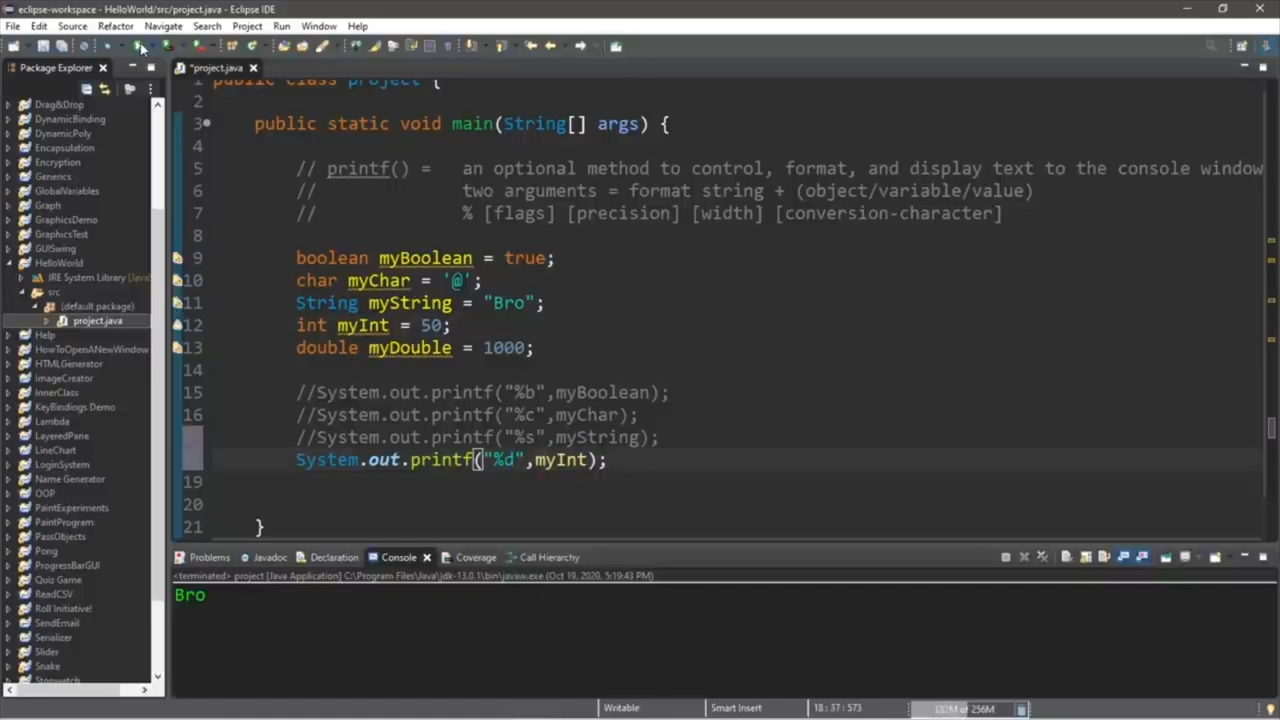 eclipse-workspace - HelloWorld/src/project.java - Eclipse IDE
File Edit Source Refactor Navigate Search Project Run Window Help
Package Explorer
*project.java
Drag&Drop
DynamicBinding
DynamicPoly
Encapsulation
Encryption
Generics
GlobalVariables
Graph
GraphicsDemo
GraphicsTest
GUISwing
HelloWorld
JRE System Library [Java
src
(default package)
project.java
Help
HowToOpenANewWindow
HTMLGenerator
ImageCreator
InnerClass
KeyBindings Demo
Lambda
LayeredPane
LineChart
LoginSystem
Name Generator
OOP
PaintExperiments
PaintProgram
PassObjects
Pong
ProgressBarGUI
Quiz Game
ReadCSV
Roll Initiative!
SendEmail
Serializer
Slider
Snake
Stopwatch
1 public class project {
2
3 public static void main(String[] args) {
4
5 // printf() = an optional method to control, format, and display text to the console window
6 // two arguments = format string + (object/variable/value)
7 // % [flags] [precision] [width] [conversion-character]
8
9 boolean myBoolean = true;
10 char myChar = '@';
11 String myString = "Bro";
12 int myInt = 50;
13 double myDouble = 1000;
14
15 //System.out.printf("%b",myBoolean);
16 //System.out.printf("%c",myChar);
17 //System.out.printf("%s",myString);
18 System.out.printf("%d",myInt);
19
20
21 }
Problems Javadoc Declaration Console Coverage Call Hierarchy
<terminated> project [Java Application] C:\Program Files\Java\jdk-13.0.1\bin\javaw.exe (Oct 19, 2020, 5:19:43 PM)
Bro
Writable Smart Insert 18 : 37 : 573 of 256M